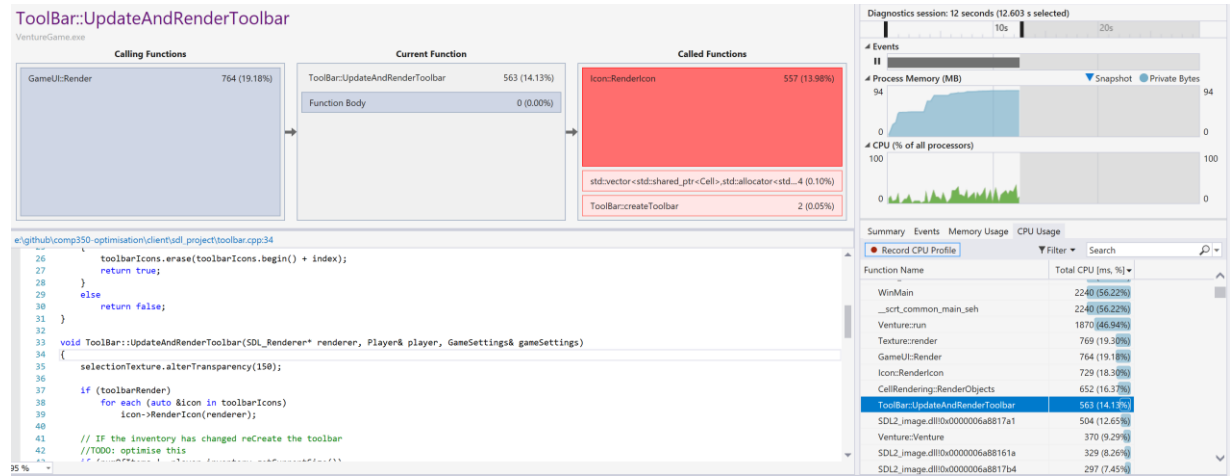 ToolBar::UpdateAndRenderToolbar
VentureGame.exe
Calling Functions
Current Function
Called Functions
GameUI::Render 764 (19.18%)
ToolBar::UpdateAndRenderToolbar 563 (14.13%)
Function Body 0 (0.00%)
Icon::RenderIcon 557 (13.98%)
std::vector<std::shared_ptr<Cell>,std::allocator<std...4 (0.10%)
ToolBar::createToolbar 2 (0.05%)
e:\github\comp350-optimisation\client\sdl_project\toolbar.cpp:34
25 {
26 toolbarIcons.erase(toolbarIcons.begin() + index);
27 return true;
28 }
29 else
30 return false;
31 }
32
33 void ToolBar::UpdateAndRenderToolbar(SDL_Renderer* renderer, Player& player, GameSettings& gameSettings)
34 {
35 selectionTexture.alterTransparency(150);
36
37 if (toolbarRender)
38 for each (auto &icon in toolbarIcons)
39 icon->RenderIcon(renderer);
40
41 // IF the inventory has changed reCreate the toolbar
42 //TODO: optimise this
95 %
Diagnostics session: 12 seconds (12.603 s selected)
10s 20s
Events
Process Memory (MB) Snapshot Private Bytes
94 94
0 0
CPU (% of all processors)
100 100
0 0
Summary Events Memory Usage CPU Usage
Record CPU Profile Filter Search
Function Name Total CPU [ms, %]
WinMain 2240 (56.22%)
__scrt_common_main_seh 2240 (56.22%)
Venture::run 1870 (46.94%)
Texture::render 769 (19.30%)
GameUI::Render 764 (19.18%)
Icon::RenderIcon 729 (18.30%)
CellRendering::RenderObjects 652 (16.37%)
ToolBar::UpdateAndRenderToolbar 563 (14.13%)
SDL2_image.dll!0x0000006a8817a1 504 (12.65%)
Venture::Venture 370 (9.29%)
SDL2_image.dll!0x0000006a88161a 329 (8.26%)
SDL2_image.dll!0x0000006a8817b4 297 (7.45%)